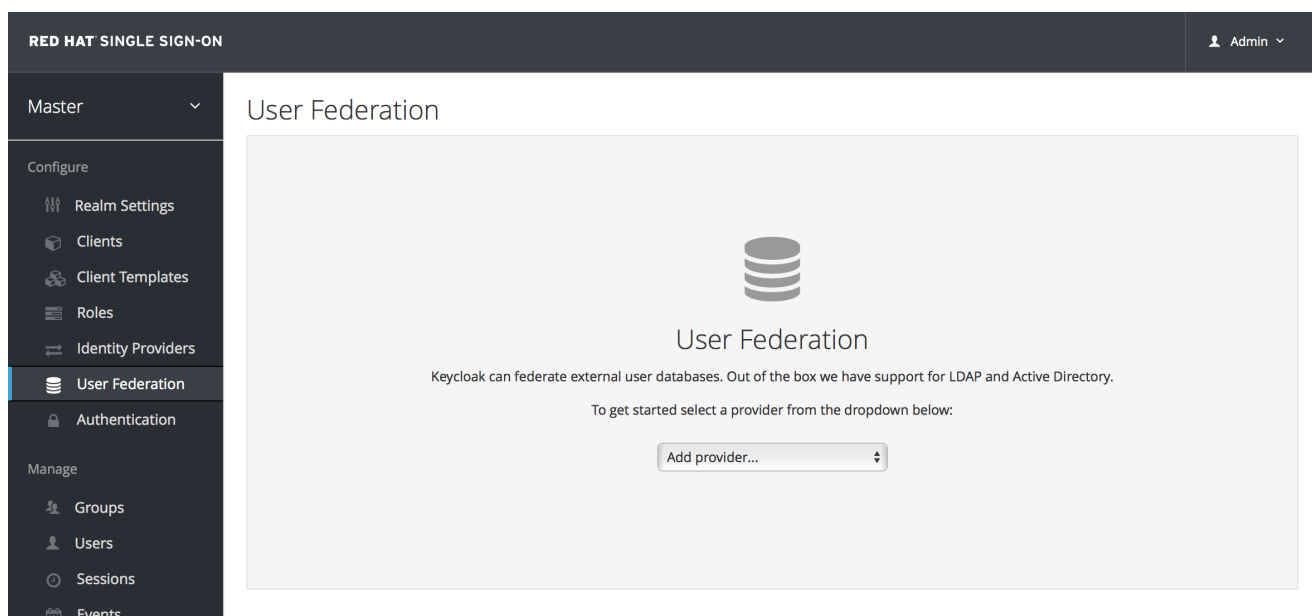 RED HAT® SINGLE SIGN-ON
Admin
Master
User Federation
Configure
Realm Settings
Clients
Client Templates
Roles
Identity Providers
User Federation
Authentication
Manage
Groups
Users
Sessions
Events
User Federation
Keycloak can federate external user databases. Out of the box we have support for LDAP and Active Directory.
To get started select a provider from the dropdown below:
Add provider...